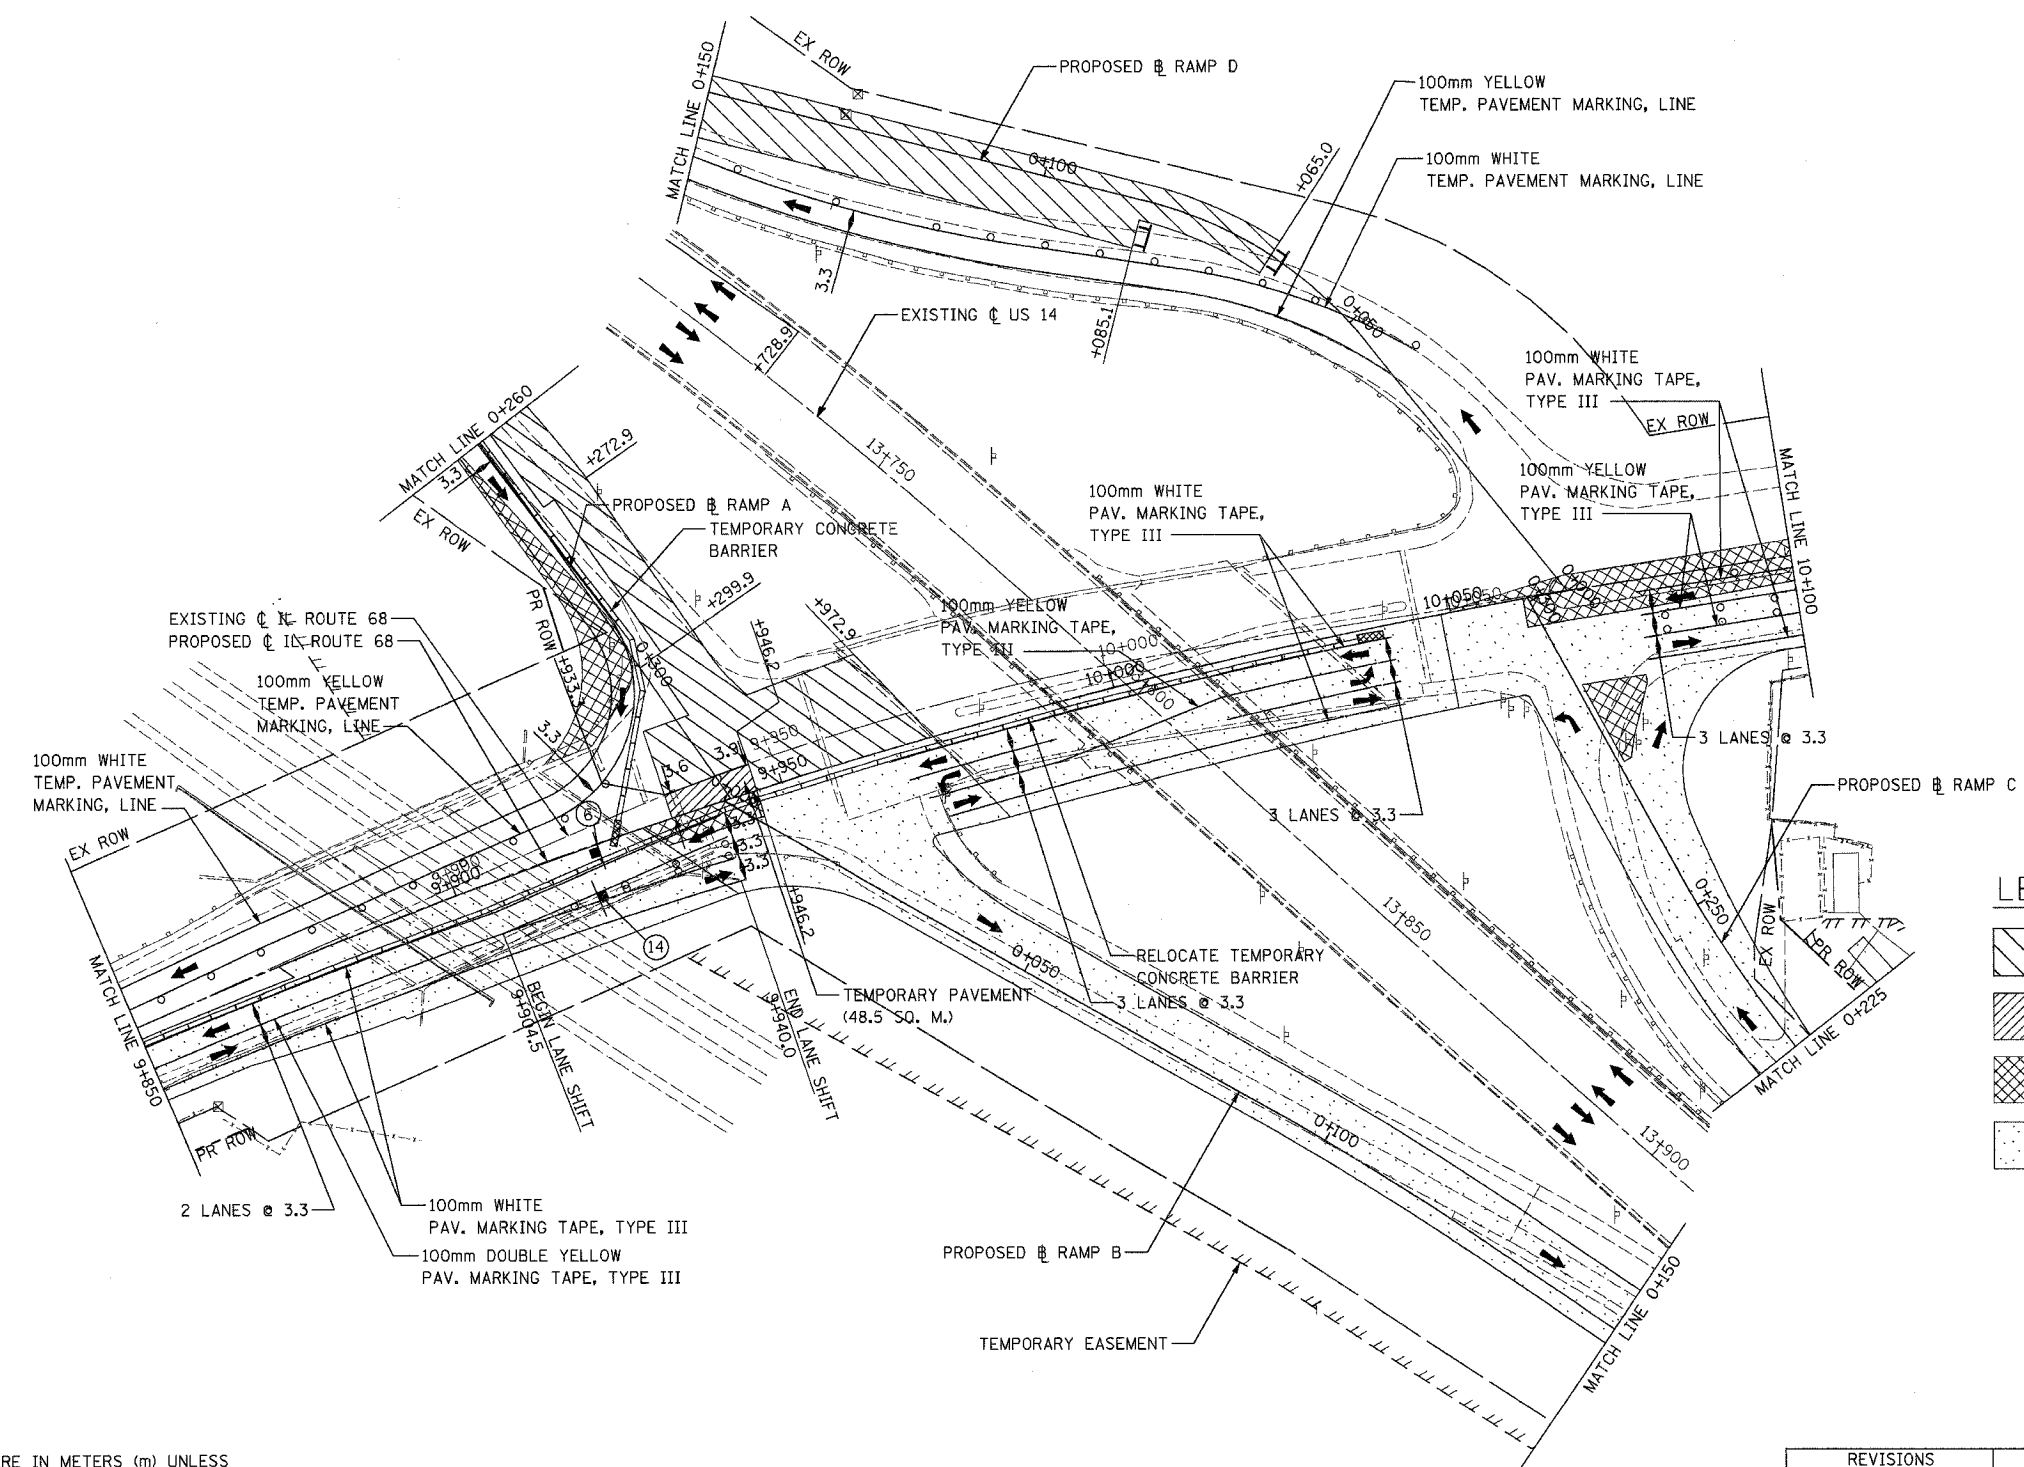 EX ROW
MATCH LINE 0+150
PROPOSED ℄ RAMP D
100mm YELLOW
TEMP. PAVEMENT MARKING, LINE
100mm WHITE
TEMP. PAVEMENT MARKING, LINE
0+100
+065.0
3.3
+085.1
0+050
EXISTING ℄ US 14
+728.9
13+750
100mm WHITE
PAV. MARKING TAPE,
TYPE III
EX ROW
MATCH LINE 10+100
100mm YELLOW
PAV. MARKING TAPE,
TYPE III
MATCH LINE 0+260
3.3
+272.9
EX ROW
PROPOSED ℄ RAMP A
TEMPORARY CONCRETE
BARRIER
100mm WHITE
PAV. MARKING TAPE,
TYPE III
+299.9
PR ROW
0+300
+946.2
+972.9
100mm YELLOW
PAV. MARKING TAPE,
TYPE III
10+000
10+000
10+050
EXISTING ℄ IL ROUTE 68
PROPOSED ℄ IL ROUTE 68
100mm YELLOW
TEMP. PAVEMENT
MARKING, LINE
100mm WHITE
TEMP. PAVEMENT
MARKING, LINE
EX ROW
3.3
3.6
3.9
9+950
9+950
3.3
3.3
3.3
6
14
9+900
9+900
3 LANES @ 3.3
3 LANES @ 3.3
PROPOSED ℄ RAMP C
0+250
EX ROW
PR ROW
MATCH LINE 0+225
13+850
+946.2
0+050
RELOCATE TEMPORARY
CONCRETE BARRIER
3 LANES @ 3.3
TEMPORARY PAVEMENT
(48.5 SQ. M.)
BEGIN LANE SHIFT
9+904.5
END LANE SHIFT
9+940.0
MATCH LINE 9+850
PR ROW
2 LANES @ 3.3
100mm WHITE
PAV. MARKING TAPE, TYPE III
100mm DOUBLE YELLOW
PAV. MARKING TAPE, TYPE III
0+100
13+900
PROPOSED ℄ RAMP B
TEMPORARY EASEMENT
MATCH LINE 0+150
RE IN METERS (m) UNLESS
REVISIONS